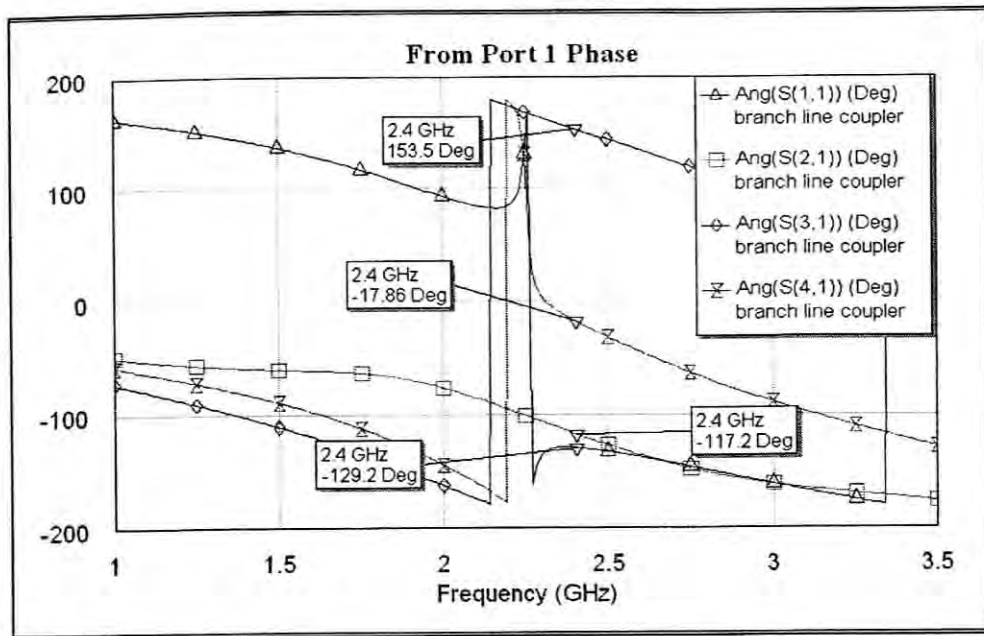 From Port 1 Phase
200
100
0
-100
-200
2.4 GHz
153.5 Deg
2.4 GHz
-17.86 Deg
2.4 GHz
-117.2 Deg
2.4 GHz
-129.2 Deg
Ang(S(1,1)) (Deg)
branch line coupler
Ang(S(2,1)) (Deg)
branch line coupler
Ang(S(3,1)) (Deg)
branch line coupler
Ang(S(4,1)) (Deg)
branch line coupler
1 1.5 2 2.5 3 3.5
Frequency (GHz)